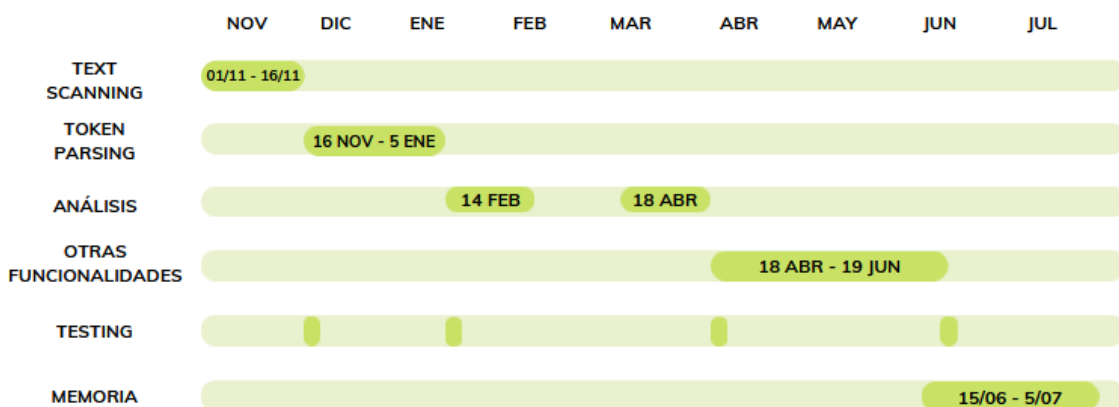 NOV DIC ENE FEB MAR ABR MAY JUN JUL
TEXT
SCANNING
01/11 - 16/11
TOKEN
PARSING
16 NOV - 5 ENE
ANÁLISIS
14 FEB
18 ABR
OTRAS
FUNCIONALIDADES
18 ABR - 19 JUN
TESTING
MEMORIA
15/06 - 5/07